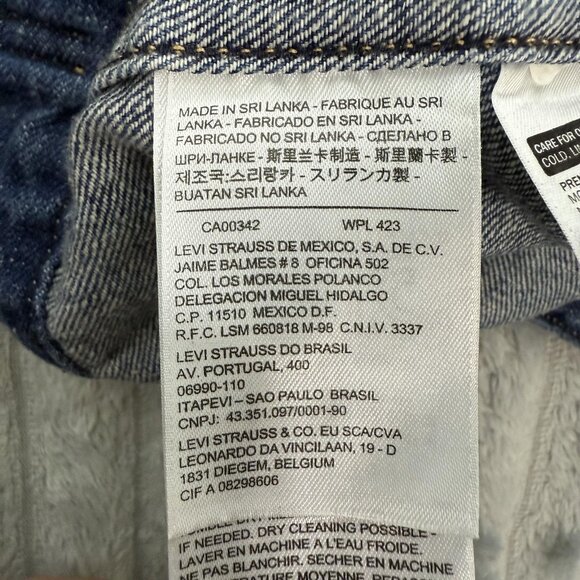 MADE IN SRI LANKA - FABRIQUE AU SRI
LANKA - FABRICADO EN SRI LANKA -
FABRICADO NO SRI LANKA - СДЕЛАНО В
ШРИ-ЛАНКЕ - 斯里兰卡制造 - 斯里蘭卡製 -
제조국:스리랑카 - スリランカ製 -
BUATAN SRI LANKA
CA00342 WPL 423
LEVI STRAUSS DE MEXICO, S.A. DE C.V.
JAIME BALMES # 8 OFICINA 502
COL. LOS MORALES POLANCO
DELEGACION MIGUEL HIDALGO
C.P. 11510 MEXICO D.F.
R.F.C. LSM 660818 M-98 C.N.I.V. 3337
LEVI STRAUSS DO BRASIL
AV. PORTUGAL, 400
06990-110
ITAPEVI – SAO PAULO BRASIL
CNPJ: 43.351.097/0001-90
LEVI STRAUSS & CO. EU SCA/CVA
LEONARDO DA VINCILAAN, 19 - D
1831 DIEGEM, BELGIUM
CIF A 08298606
DRY CLEANING POSSIBLE -
IF NEEDED.
LAVER EN MACHINE A L'EAU FROIDE.
NE PAS BLANCHIR. SECHER EN MACHINE
MOYENNE. REPASSER
CARE FOR
COLD, LI
PRE